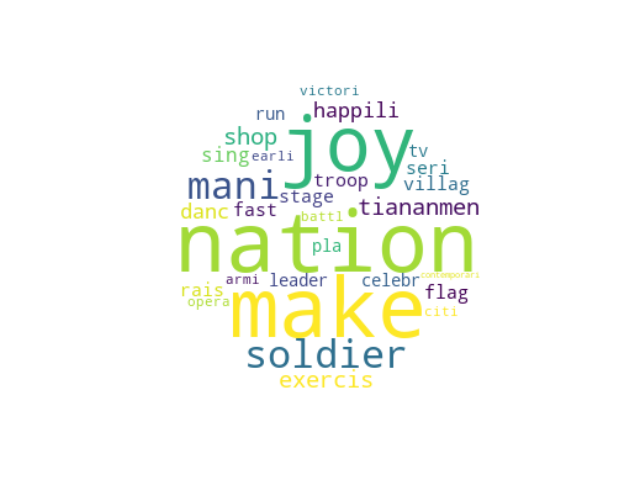 victori
run happili
joy
shop
tv
sing earli
seri
mani troop villag
stage
danc fast tiananmen
battl
nation
pla
armi leader celebr contemporari
rais flag
make
opera
citi
soldier
exercis